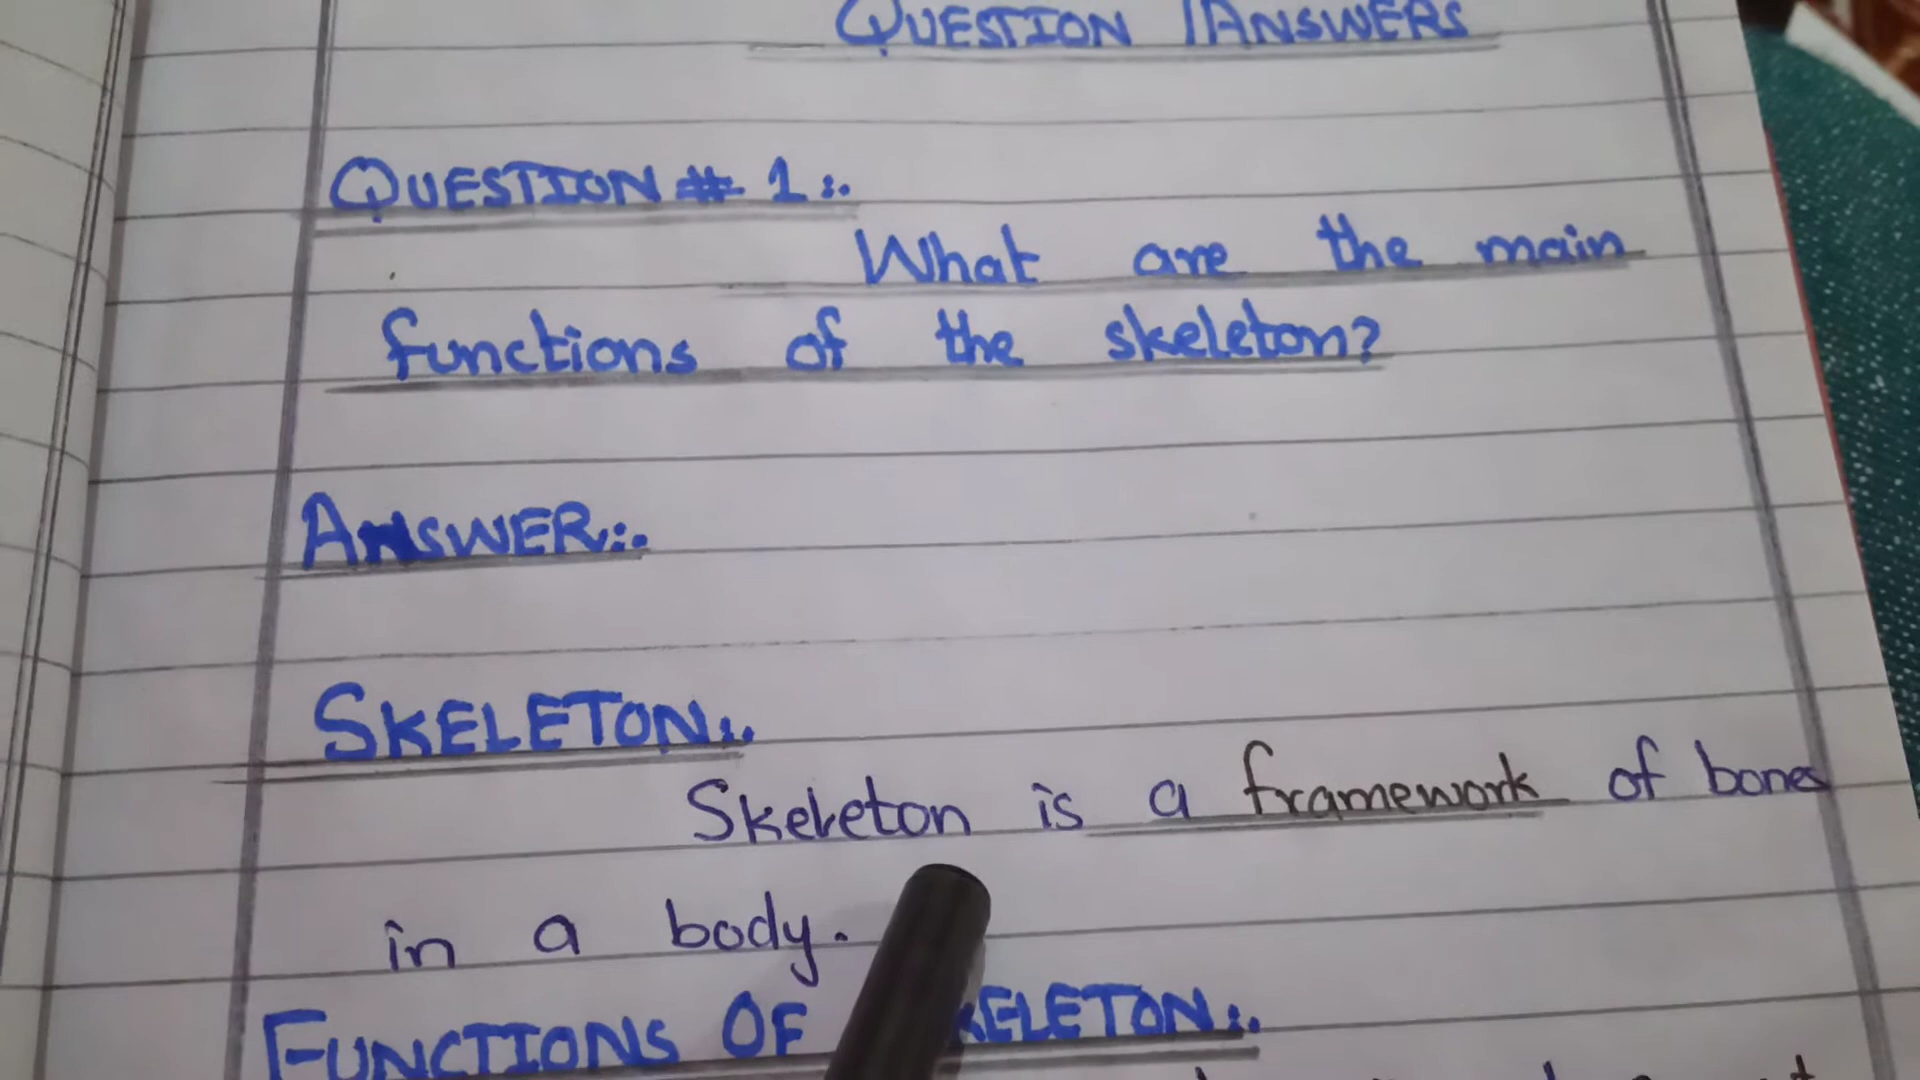 QUESTION / ANSWERS
QUESTION # 1:.
What are the main
functions of the skeleton?
ANSWER:.
SKELETON:.
Skeleton is a framework of bones
in a body.
FUNCTIONS OF KELETON:.